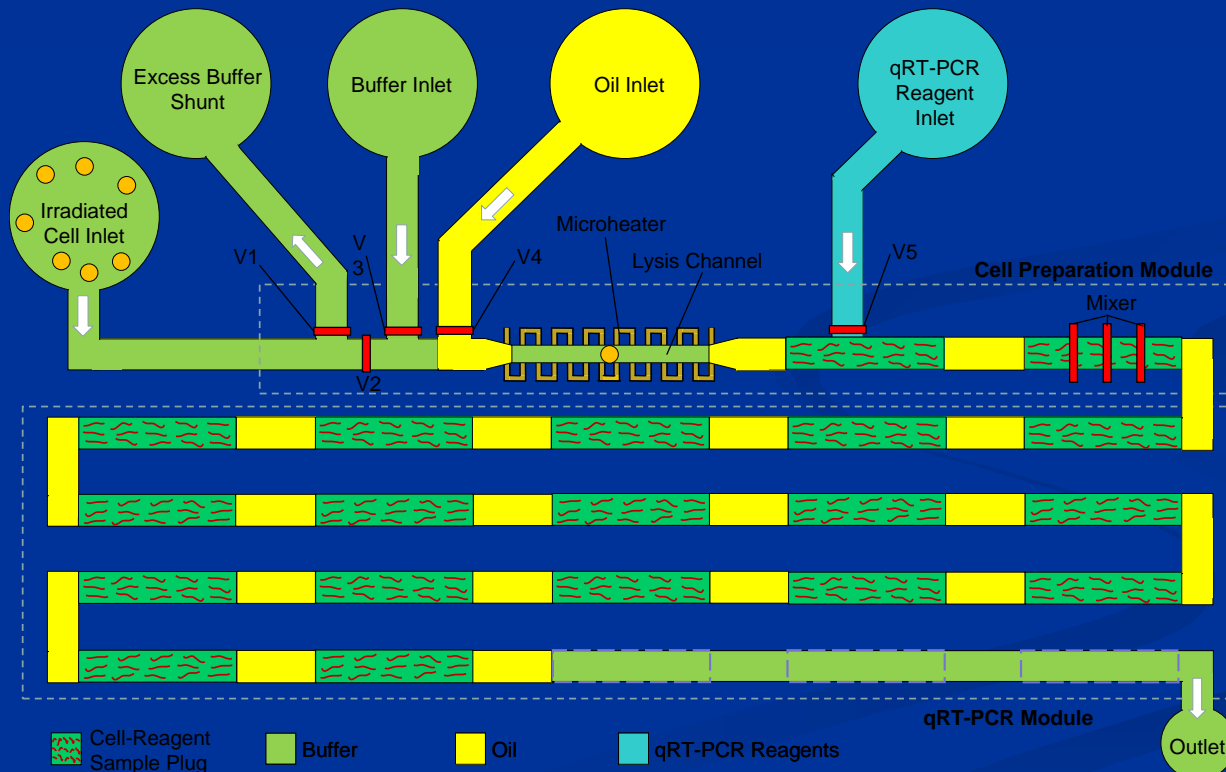 Excess Buffer
Shunt
Buffer Inlet
Oil Inlet
qRT-PCR
Reagent
Inlet
Irradiated
Cell Inlet
V1
V
3
V4
Microheater
Lysis Channel
V5
Cell Preparation Module
Mixer
V2
qRT-PCR Module
Cell-Reagent
Sample Plug
Buffer
Oil
qRT-PCR Reagents
Outlet